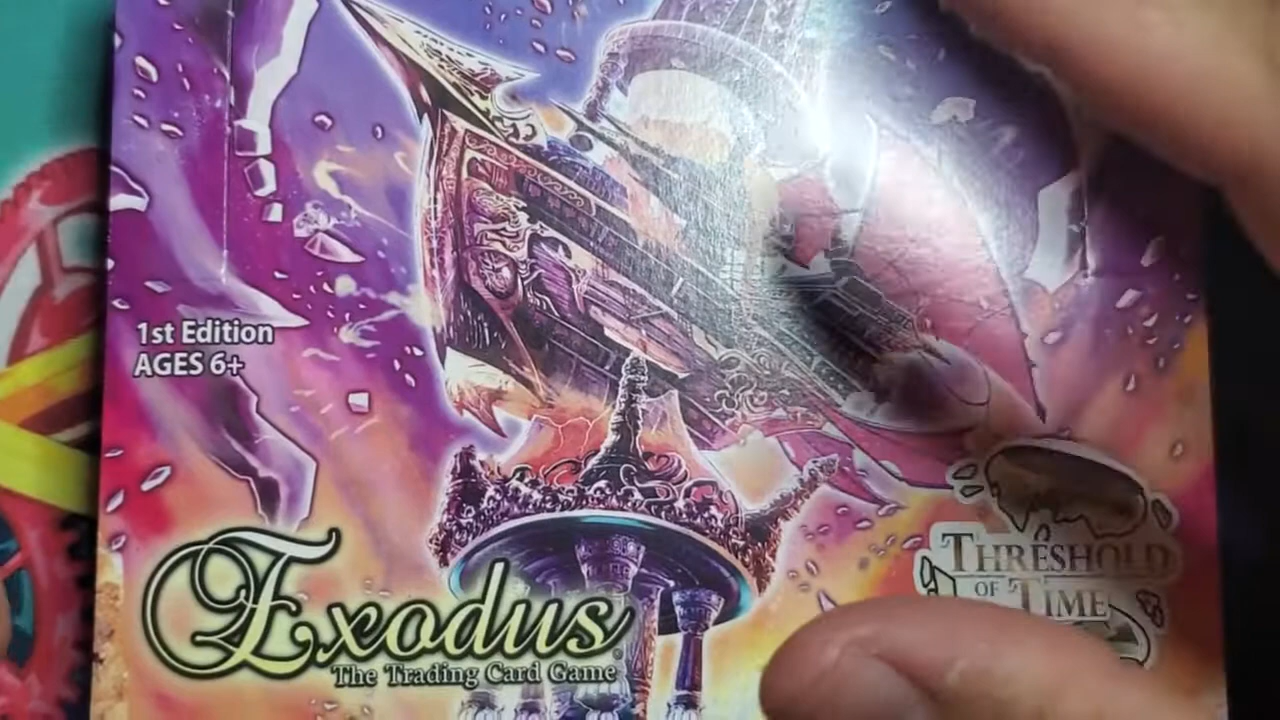 1st Edition
AGES 6+
Exodus
The Trading Card Game
THRESHOLD
OF TIME